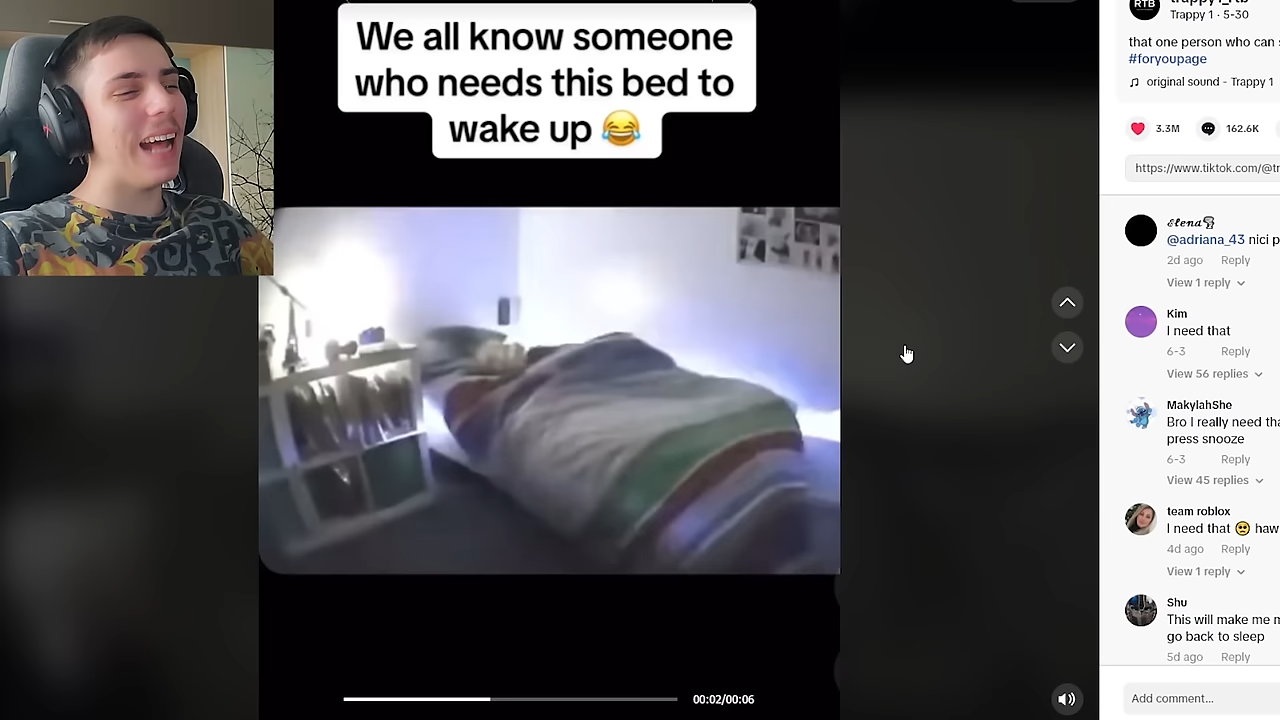 We all know someone
who needs this bed to
wake up 😂
00:02/00:06
RTB
Trappy 1 · 5-30
that one person who can
#foryoupage
original sound - Trappy 1
3.3M
162.6K
https://www.tiktok.com/@tr
𝓔𝓵𝓮𝓷𝓪
@adriana_43 nici p
2d ago Reply
View 1 reply
Kim
I need that
6-3 Reply
View 56 replies
MakylahShe
Bro I really need tha
press snooze
6-3 Reply
View 45 replies
team roblox
I need that 🥺 haw
4d ago Reply
View 1 reply
Shu
This will make me m
go back to sleep
5d ago Reply
Add comment...